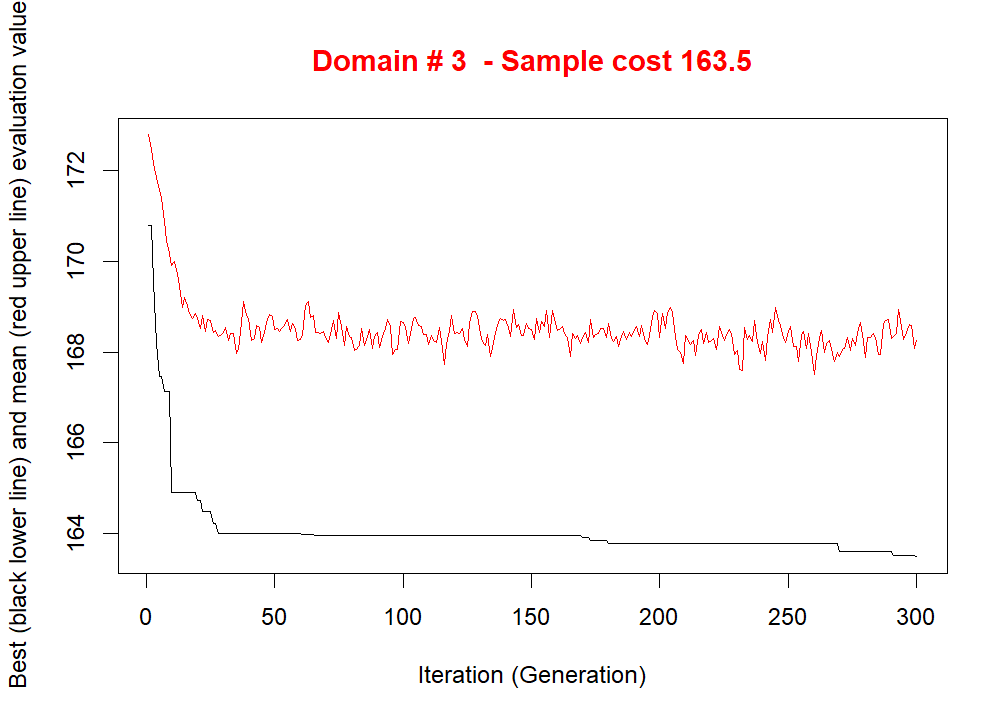 Domain # 3  - Sample cost 163.5
Best (black lower line) and mean (red upper line) evaluation value
172
170
168
166
164
0 50 100 150 200 250 300
Iteration (Generation)